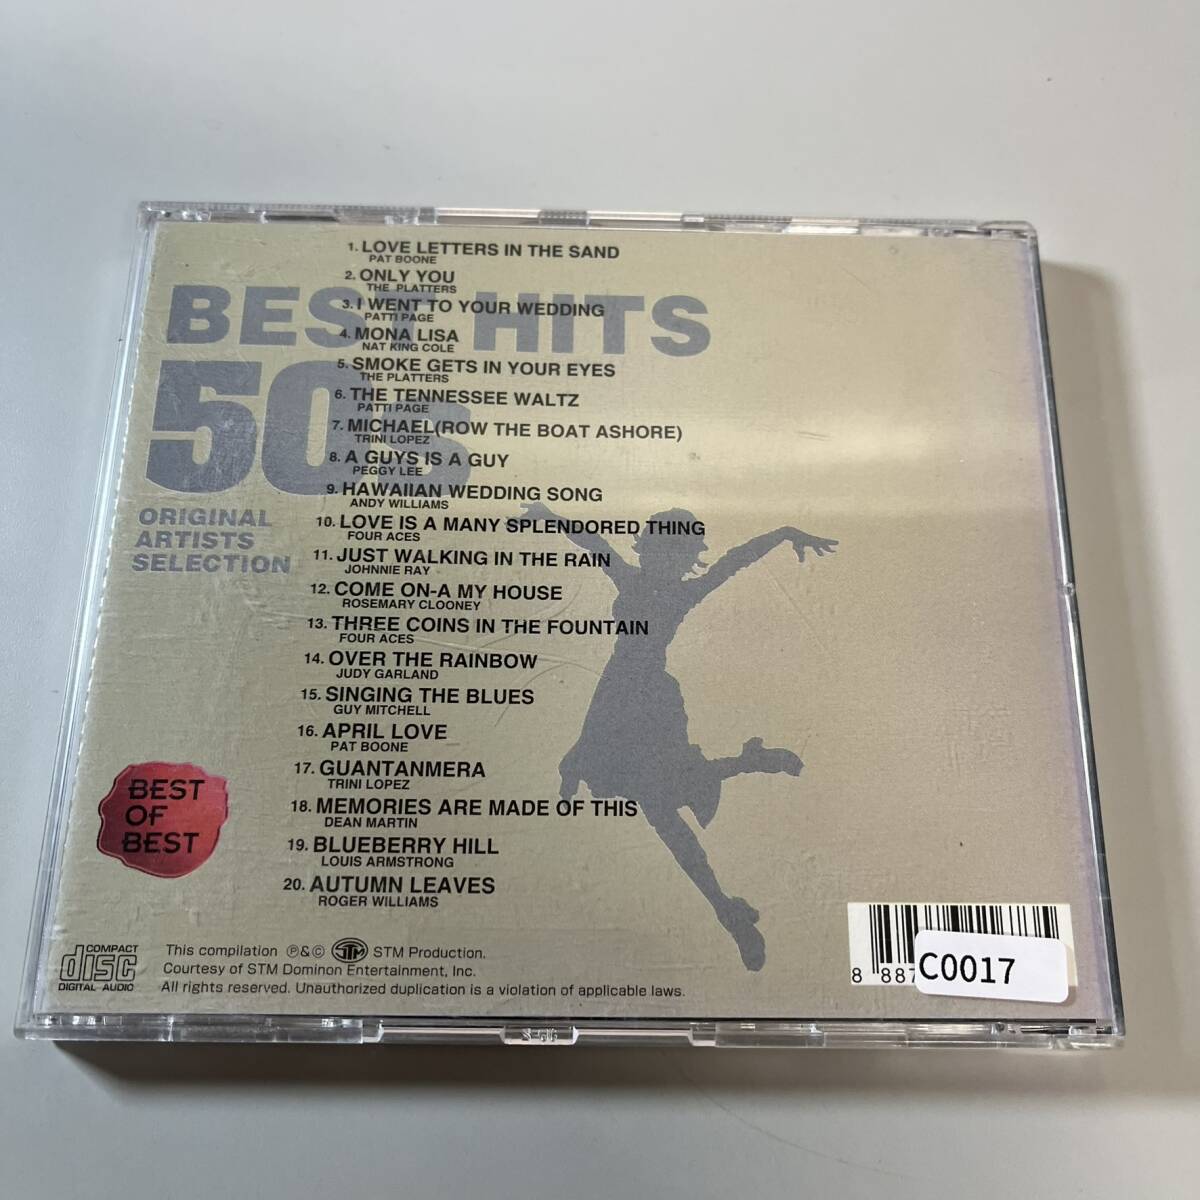 BEST HITS
50s
ORIGINAL
ARTISTS
SELECTION
1. LOVE LETTERS IN THE SAND
PAT BOONE
2. ONLY YOU
THE PLATTERS
3. I WENT TO YOUR WEDDING
PATTI PAGE
4. MONA LISA
NAT KING COLE
5. SMOKE GETS IN YOUR EYES
THE PLATTERS
6. THE TENNESSEE WALTZ
PATTI PAGE
7. MICHAEL(ROW THE BOAT ASHORE)
TRINI LOPEZ
8. A GUYS IS A GUY
PEGGY LEE
9. HAWAIIAN WEDDING SONG
ANDY WILLIAMS
10. LOVE IS A MANY SPLENDORED THING
FOUR ACES
11. JUST WALKING IN THE RAIN
JOHNNIE RAY
12. COME ON-A MY HOUSE
ROSEMARY CLOONEY
13. THREE COINS IN THE FOUNTAIN
FOUR ACES
14. OVER THE RAINBOW
JUDY GARLAND
15. SINGING THE BLUES
GUY MITCHELL
16. APRIL LOVE
PAT BOONE
17. GUANTANMERA
TRINI LOPEZ
18. MEMORIES ARE MADE OF THIS
DEAN MARTIN
19. BLUEBERRY HILL
LOUIS ARMSTRONG
20. AUTUMN LEAVES
ROGER WILLIAMS
BEST
OF
BEST
COMPACT
disc
DIGITAL AUDIO
This compilation ℗&© STM STM Production.
Courtesy of STM Dominon Entertainment, Inc.
All rights reserved. Unauthorized duplication is a violation of applicable laws.
8 887
C0017